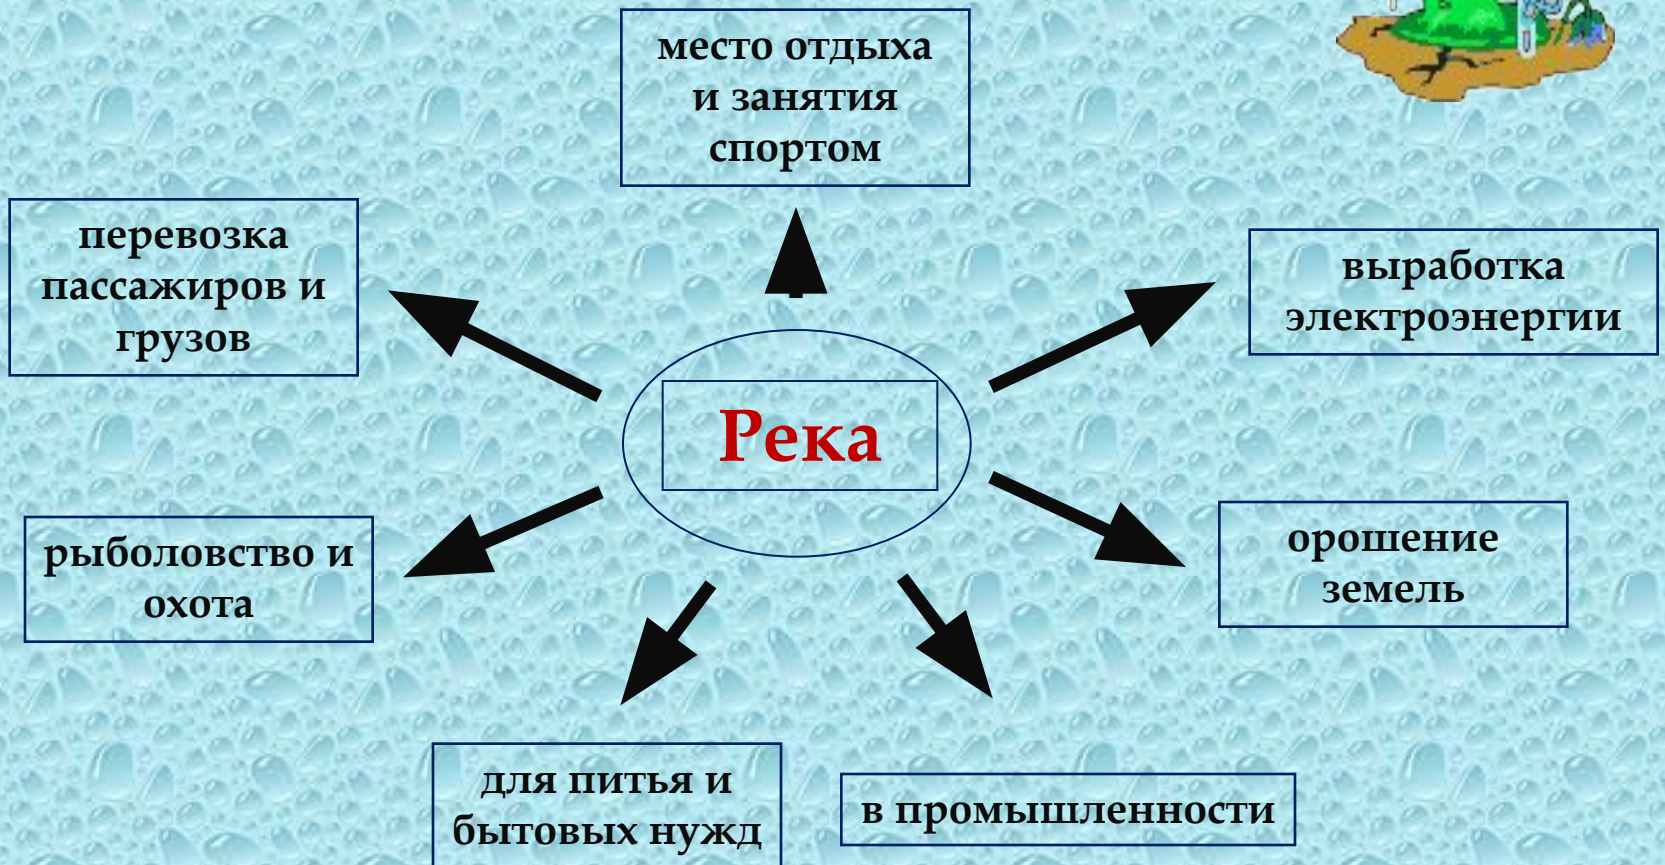 место отдыха
и занятия
спортом
перевозка
пассажиров и
грузов
выработка
электроэнергии
Река
рыболовство и
охота
орошение
земель
для питья и
бытовых нужд
в промышленности